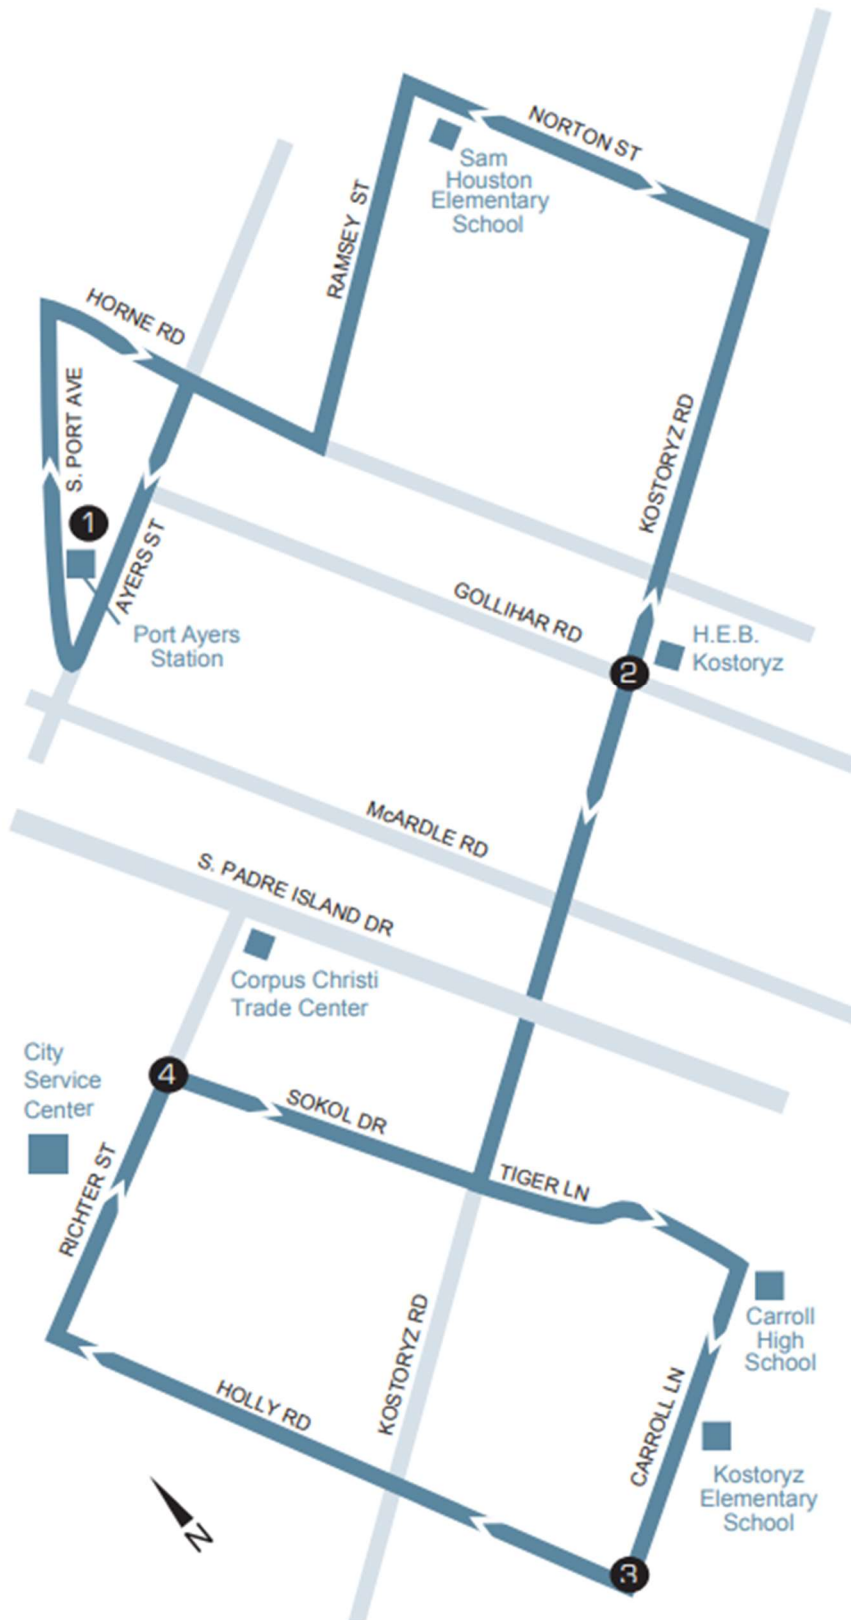 NORTON ST
Sam
Houston
Elementary
School
RAMSEY ST
HORNE RD
S. PORT AVE
KOSTORYZ RD
1
AYERS ST
GOLLIHAR RD
Port Ayers
Station
H.E.B.
Kostoryz
2
McARDLE RD
S. PADRE ISLAND DR
Corpus Christi
Trade Center
City
Service
Center
4
SOKOL DR
TIGER LN
RICHTER ST
Carroll
High
School
KOSTORYZ RD
HOLLY RD
CARROLL LN
Kostoryz
Elementary
School
N
3